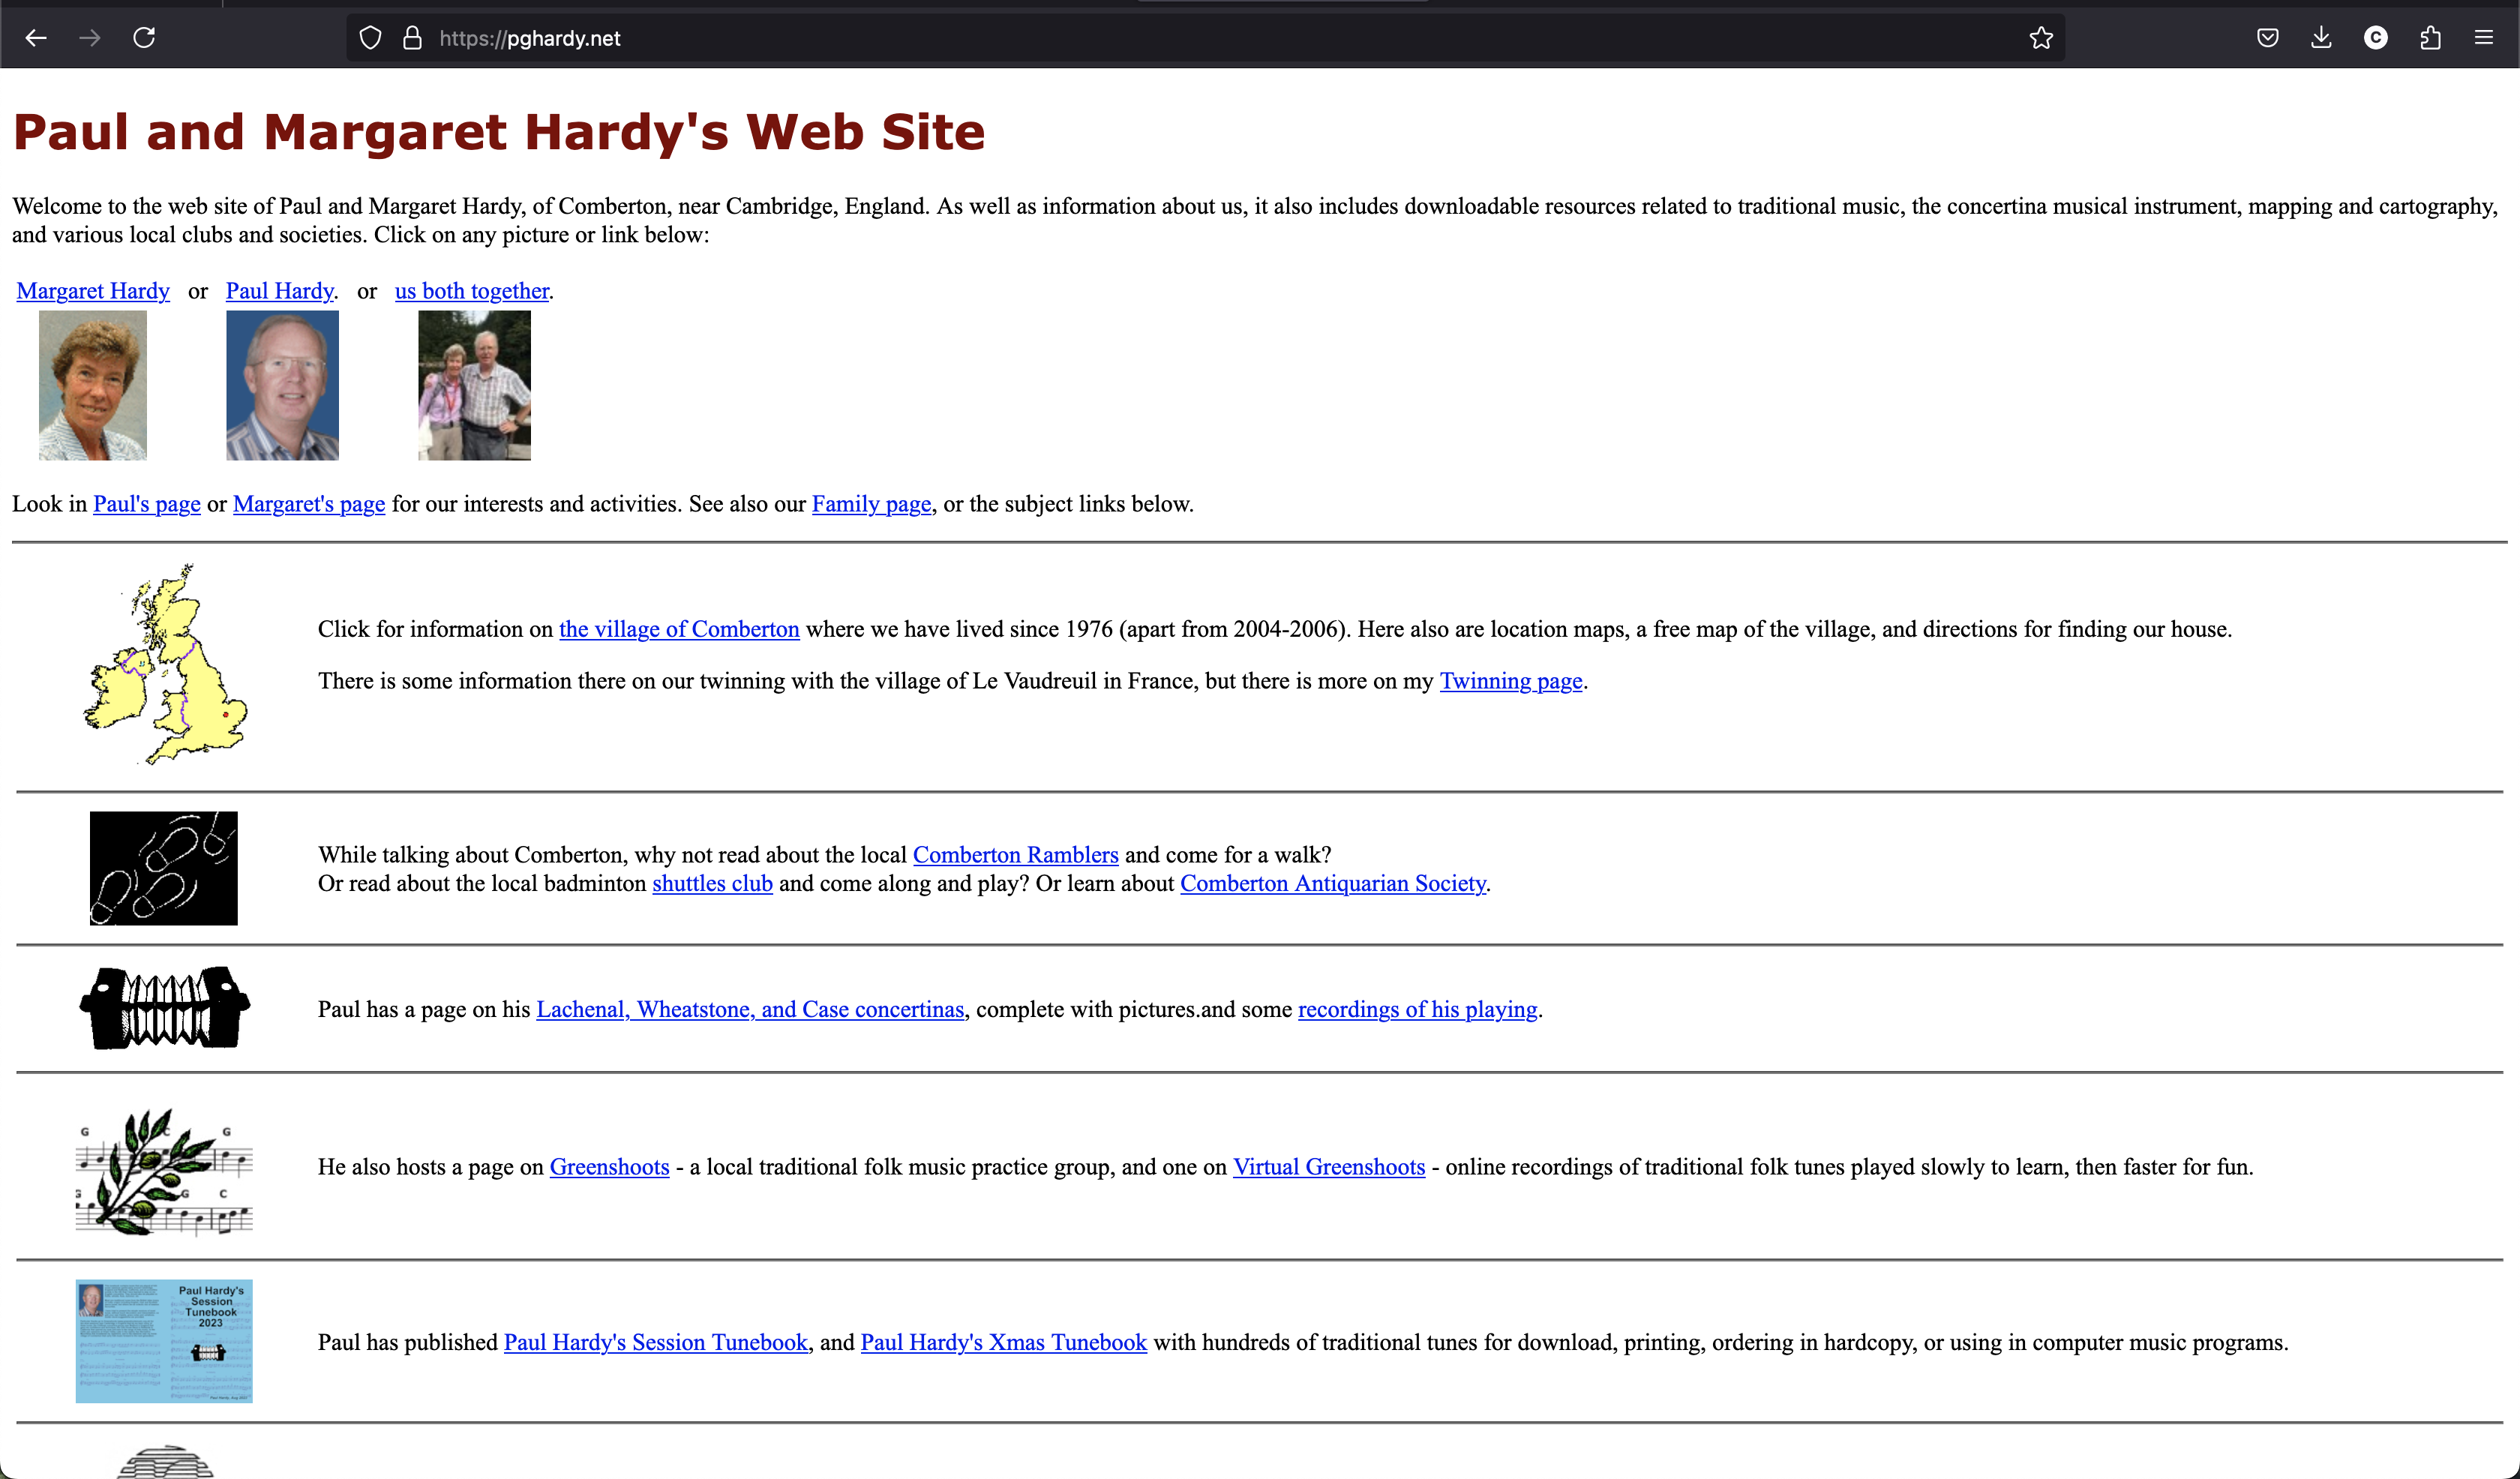 https://pghardy.net
Paul and Margaret Hardy's Web Site
Welcome to the web site of Paul and Margaret Hardy, of Comberton, near Cambridge, England. As well as information about us, it also includes downloadable resources related to traditional music, the concertina musical instrument, mapping and cartography,
and various local clubs and societies. Click on any picture or link below:
Margaret Hardy or Paul Hardy. or us both together.
Look in Paul's page or Margaret's page for our interests and activities. See also our Family page, or the subject links below.
Click for information on the village of Comberton where we have lived since 1976 (apart from 2004-2006). Here also are location maps, a free map of the village, and directions for finding our house.
There is some information there on our twinning with the village of Le Vaudreuil in France, but there is more on my Twinning page.
While talking about Comberton, why not read about the local Comberton Ramblers and come for a walk?
Or read about the local badminton shuttles club and come along and play? Or learn about Comberton Antiquarian Society.
Paul has a page on his Lachenal, Wheatstone, and Case concertinas, complete with pictures.and some recordings of his playing.
G C G
G G C
He also hosts a page on Greenshoots - a local traditional folk music practice group, and one on Virtual Greenshoots - online recordings of traditional folk tunes played slowly to learn, then faster for fun.
Paul Hardy's
Session
Tunebook
2023
Paul has published Paul Hardy's Session Tunebook, and Paul Hardy's Xmas Tunebook with hundreds of traditional tunes for download, printing, ordering in hardcopy, or using in computer music programs.